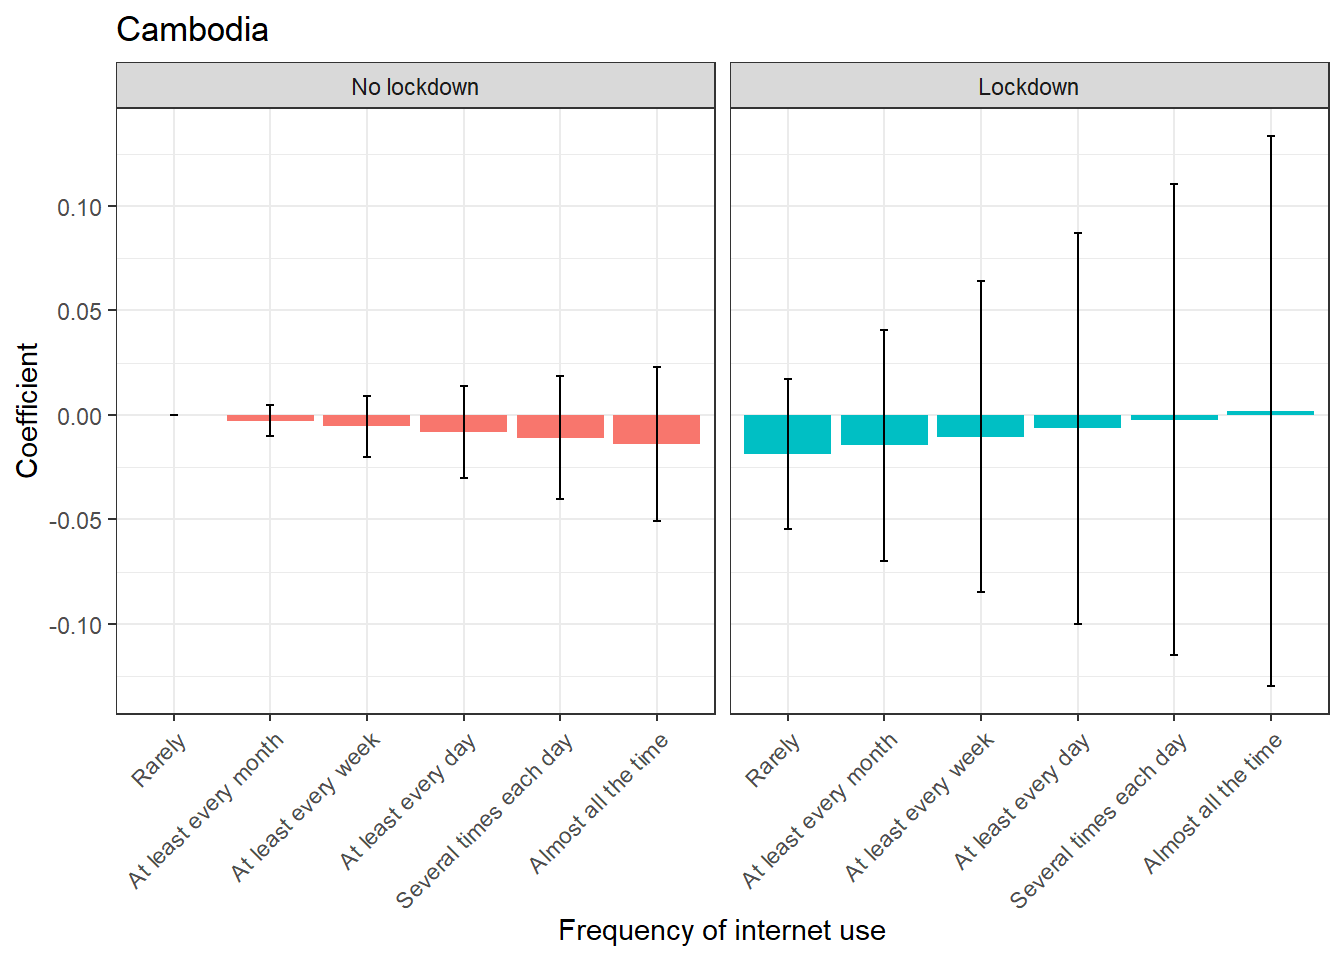 Cambodia
No lockdown
Lockdown
Coefficient
0.10
0.05
0.00
-0.05
-0.10
Rarely
At least every month
At least every week
At least every day
Several times each day
Almost all the time
Rarely
At least every month
At least every week
At least every day
Several times each day
Almost all the time
Frequency of internet use